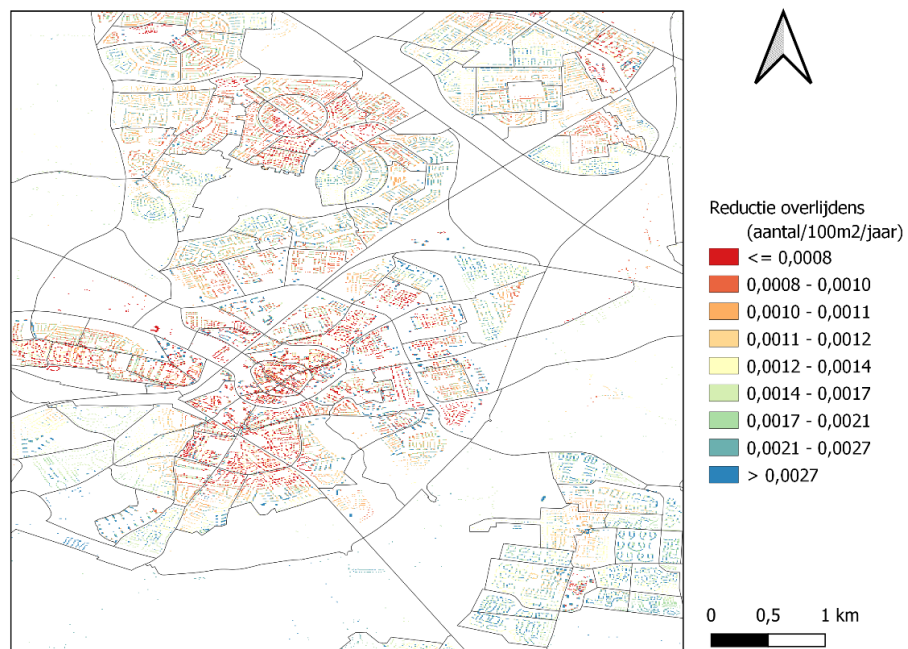 Reductie overlijdens
(aantal/100m2/jaar)
<= 0,0008
0,0008 - 0,0010
0,0010 - 0,0011
0,0011 - 0,0012
0,0012 - 0,0014
0,0014 - 0,0017
0,0017 - 0,0021
0,0021 - 0,0027
> 0,0027
0 0,5 1 km